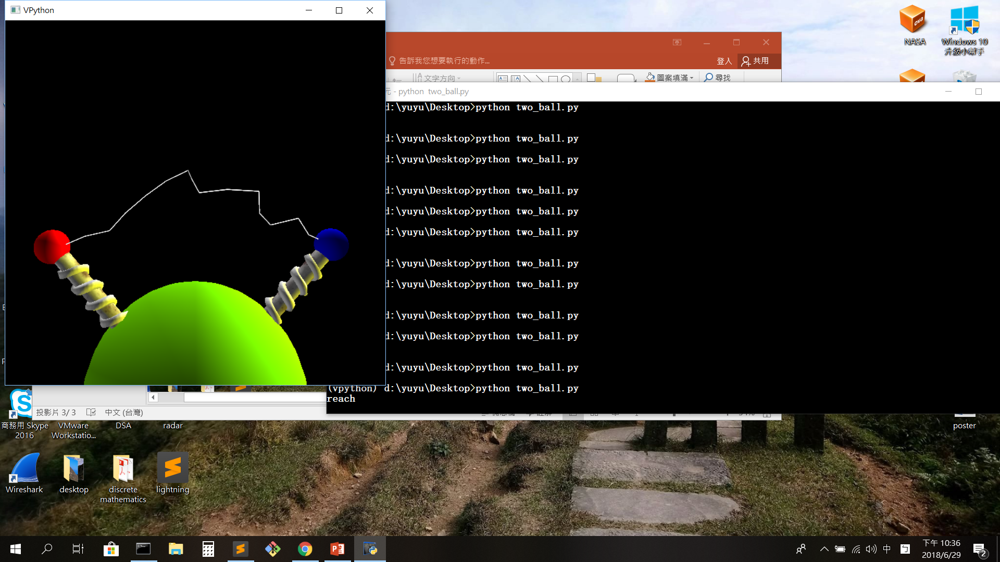 VPython
告訴我您想要執行的動作...
登入
共用
文字方向
圖案填滿
尋找
- python two_ball.py
d:\yuyu\Desktop>python two_ball.py
d:\yuyu\Desktop>python two_ball.py
d:\yuyu\Desktop>python two_ball.py
d:\yuyu\Desktop>python two_ball.py
d:\yuyu\Desktop>python two_ball.py
d:\yuyu\Desktop>python two_ball.py
d:\yuyu\Desktop>python two_ball.py
d:\yuyu\Desktop>python two_ball.py
d:\yuyu\Desktop>python two_ball.py
d:\yuyu\Desktop>python two_ball.py
d:\yuyu\Desktop>python two_ball.py
(vpython) d:\yuyu\Desktop>python two_ball.py
reach
ova
NASA
Windows 10
升級小幫手
投影片 3/ 3
中文 (台灣)
商務用 Skype
2016
VMware
Workstatio...
DSA
radar
poster
Wireshark
desktop
discrete
mathematics
lightning
中
下午 10:36
2018/6/29
2